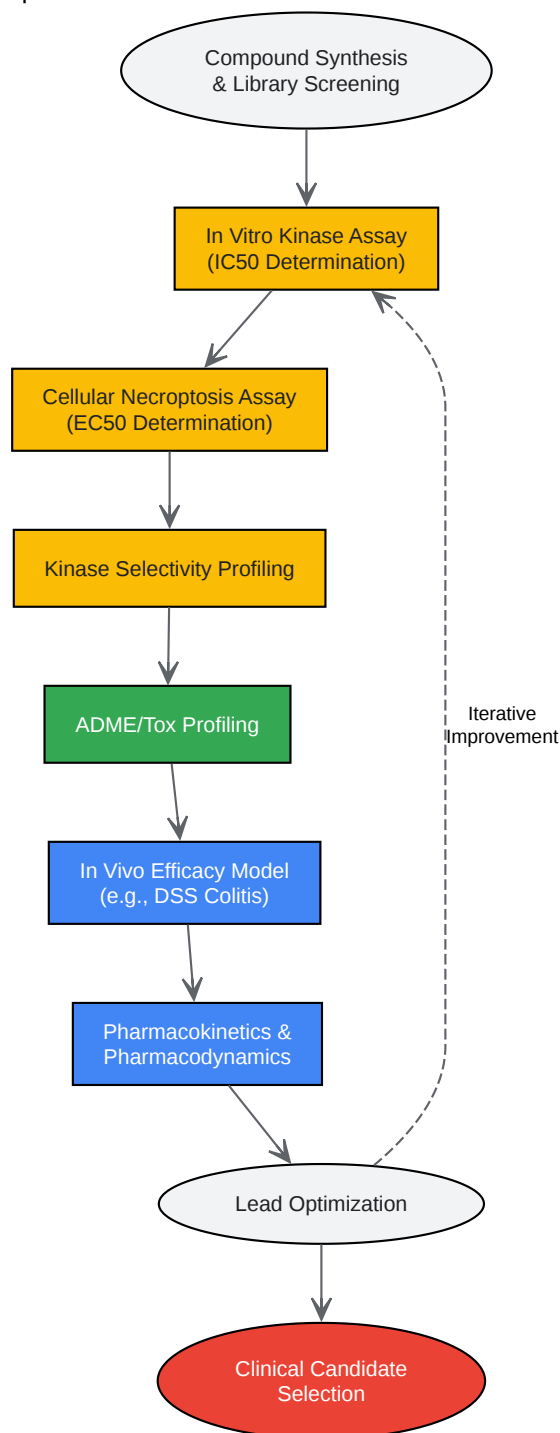 Compound Synthesis
& Library Screening
In Vitro Kinase Assay
(IC50 Determination)
Cellular Necroptosis Assay
(EC50 Determination)
Kinase Selectivity Profiling
ADME/Tox Profiling
Iterative
Improvement
In Vivo Efficacy Model
(e.g., DSS Colitis)
Pharmacokinetics &
Pharmacodynamics
Lead Optimization
Clinical Candidate
Selection